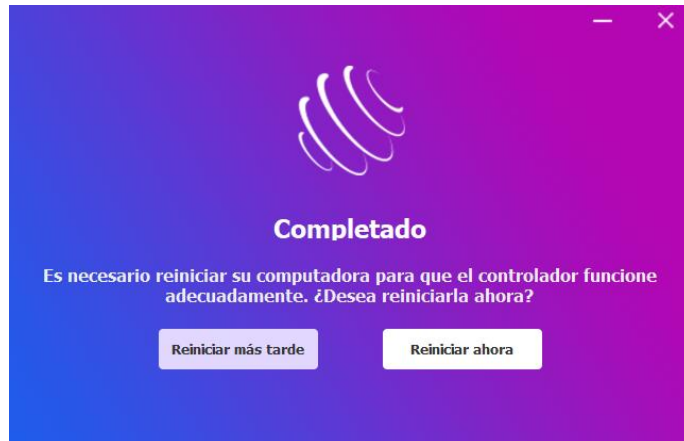 Completado
Es necesario reiniciar su computadora para que el controlador funcione
adecuadamente. ¿Desea reiniciarla ahora?
Reiniciar más tarde
Reiniciar ahora